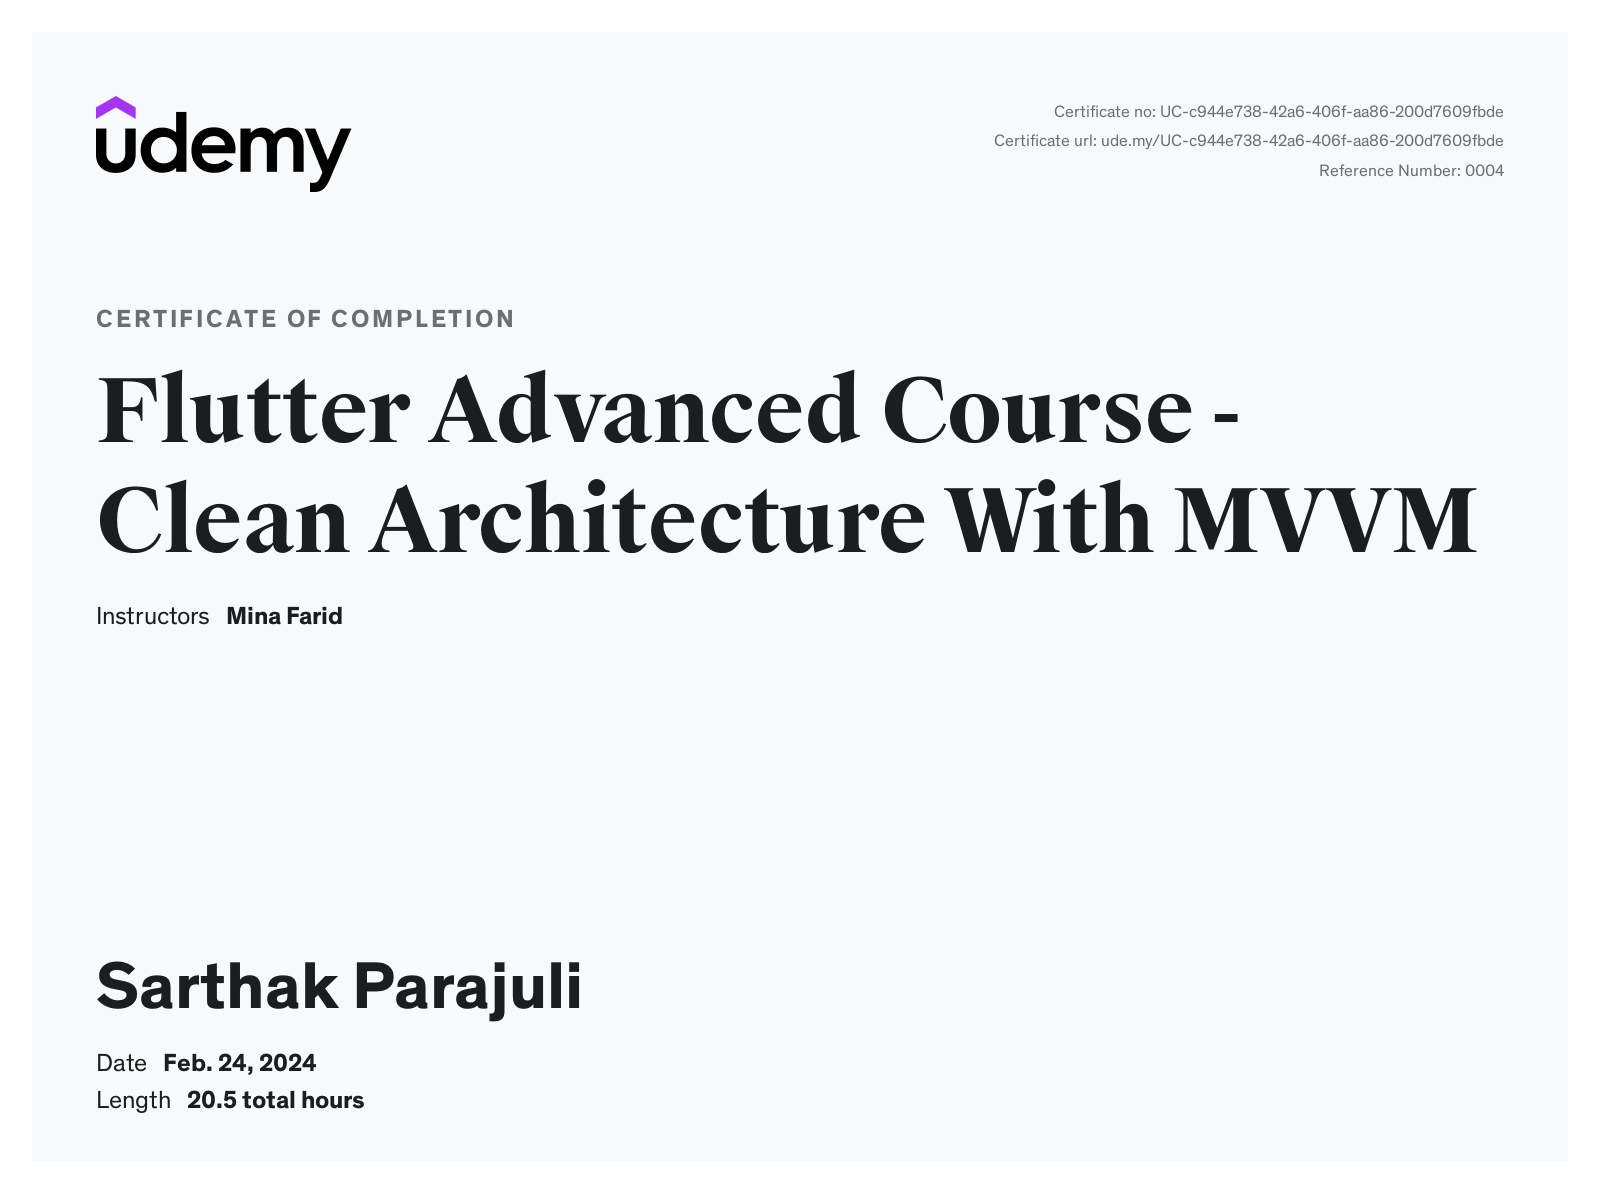 udemy
Certificate no: UC-c944e738-42a6-406f-aa86-200d7609fbde
Certificate url: ude.my/UC-c944e738-42a6-406f-aa86-200d7609fbde
Reference Number: 0004
CERTIFICATE OF COMPLETION
Flutter Advanced Course -
Clean Architecture With MVVM
Instructors Mina Farid
Sarthak Parajuli
Date Feb. 24, 2024
Length 20.5 total hours